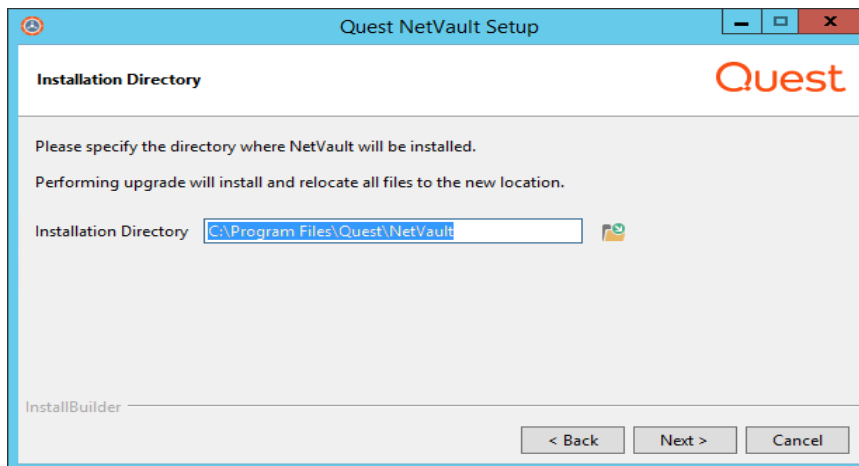 Quest NetVault Setup
Installation Directory
Quest
Please specify the directory where NetVault will be installed.
Performing upgrade will install and relocate all files to the new location.
Installation Directory C:\Program Files\Quest\NetVault
InstallBuilder
< Back Next > Cancel